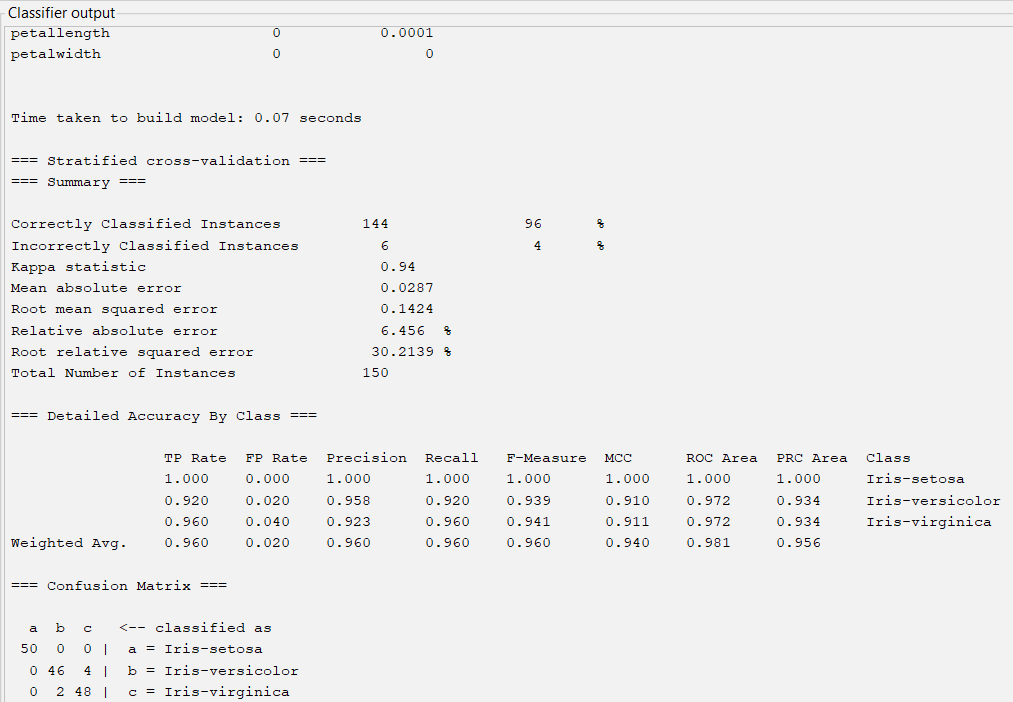 Classifier output
petallength 0 0.0001
petalwidth 0 0
Time taken to build model: 0.07 seconds
=== Stratified cross-validation ===
=== Summary ===
Correctly Classified Instances 144 96 %
Incorrectly Classified Instances 6 4 %
Kappa statistic 0.94
Mean absolute error 0.0287
Root mean squared error 0.1424
Relative absolute error 6.456 %
Root relative squared error 30.2139 %
Total Number of Instances 150
=== Detailed Accuracy By Class ===
TP Rate FP Rate Precision Recall F-Measure MCC ROC Area PRC Area Class
1.000 0.000 1.000 1.000 1.000 1.000 1.000 1.000 Iris-setosa
0.920 0.020 0.958 0.920 0.939 0.910 0.972 0.934 Iris-versicolor
0.960 0.040 0.923 0.960 0.941 0.911 0.972 0.934 Iris-virginica
Weighted Avg. 0.960 0.020 0.960 0.960 0.960 0.940 0.981 0.956
=== Confusion Matrix ===
a b c <-- classified as
50 0 0 | a = Iris-setosa
0 46 4 | b = Iris-versicolor
0 2 48 | c = Iris-virginica